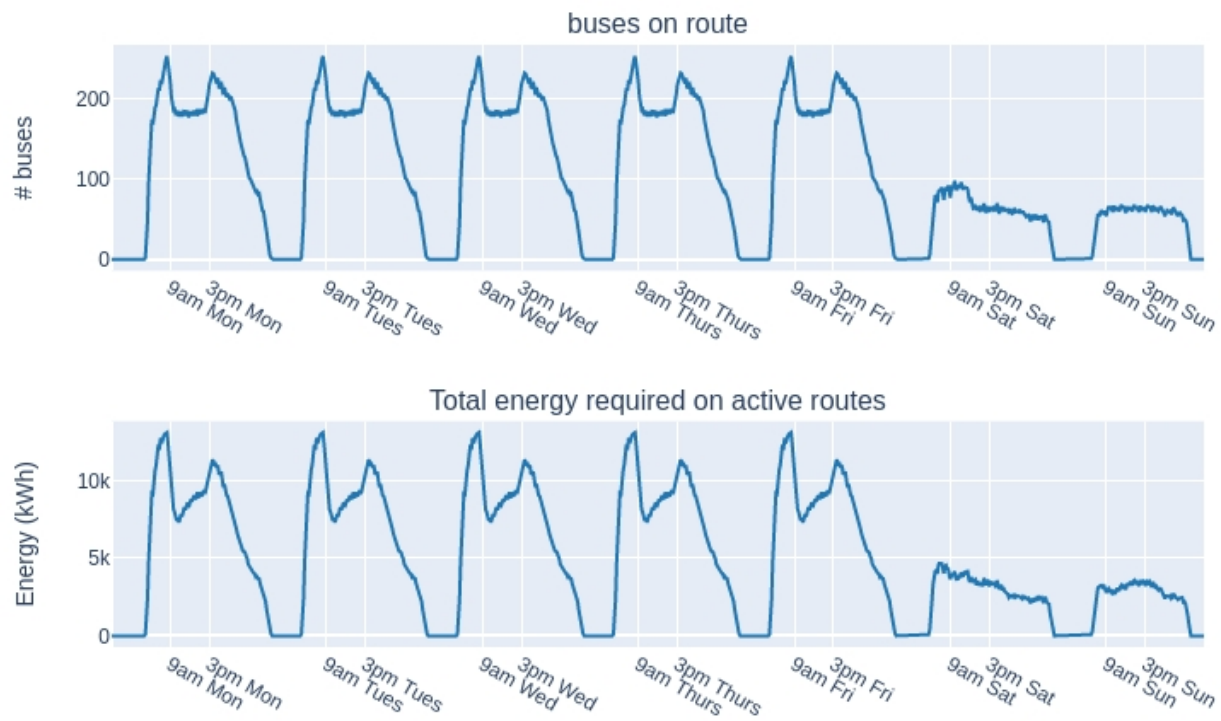 buses on route
# buses
200
100
0
9am Mon
3pm Mon
9am Tues
3pm Tues
9am Wed
3pm Wed
9am Thurs
3pm Thurs
9am Fri
3pm Fri
9am Sat
3pm Sat
9am Sun
3pm Sun
Total energy required on active routes
Energy (kWh)
10k
5k
0
9am Mon
3pm Mon
9am Tues
3pm Tues
9am Wed
3pm Wed
9am Thurs
3pm Thurs
9am Fri
3pm Fri
9am Sat
3pm Sat
9am Sun
3pm Sun